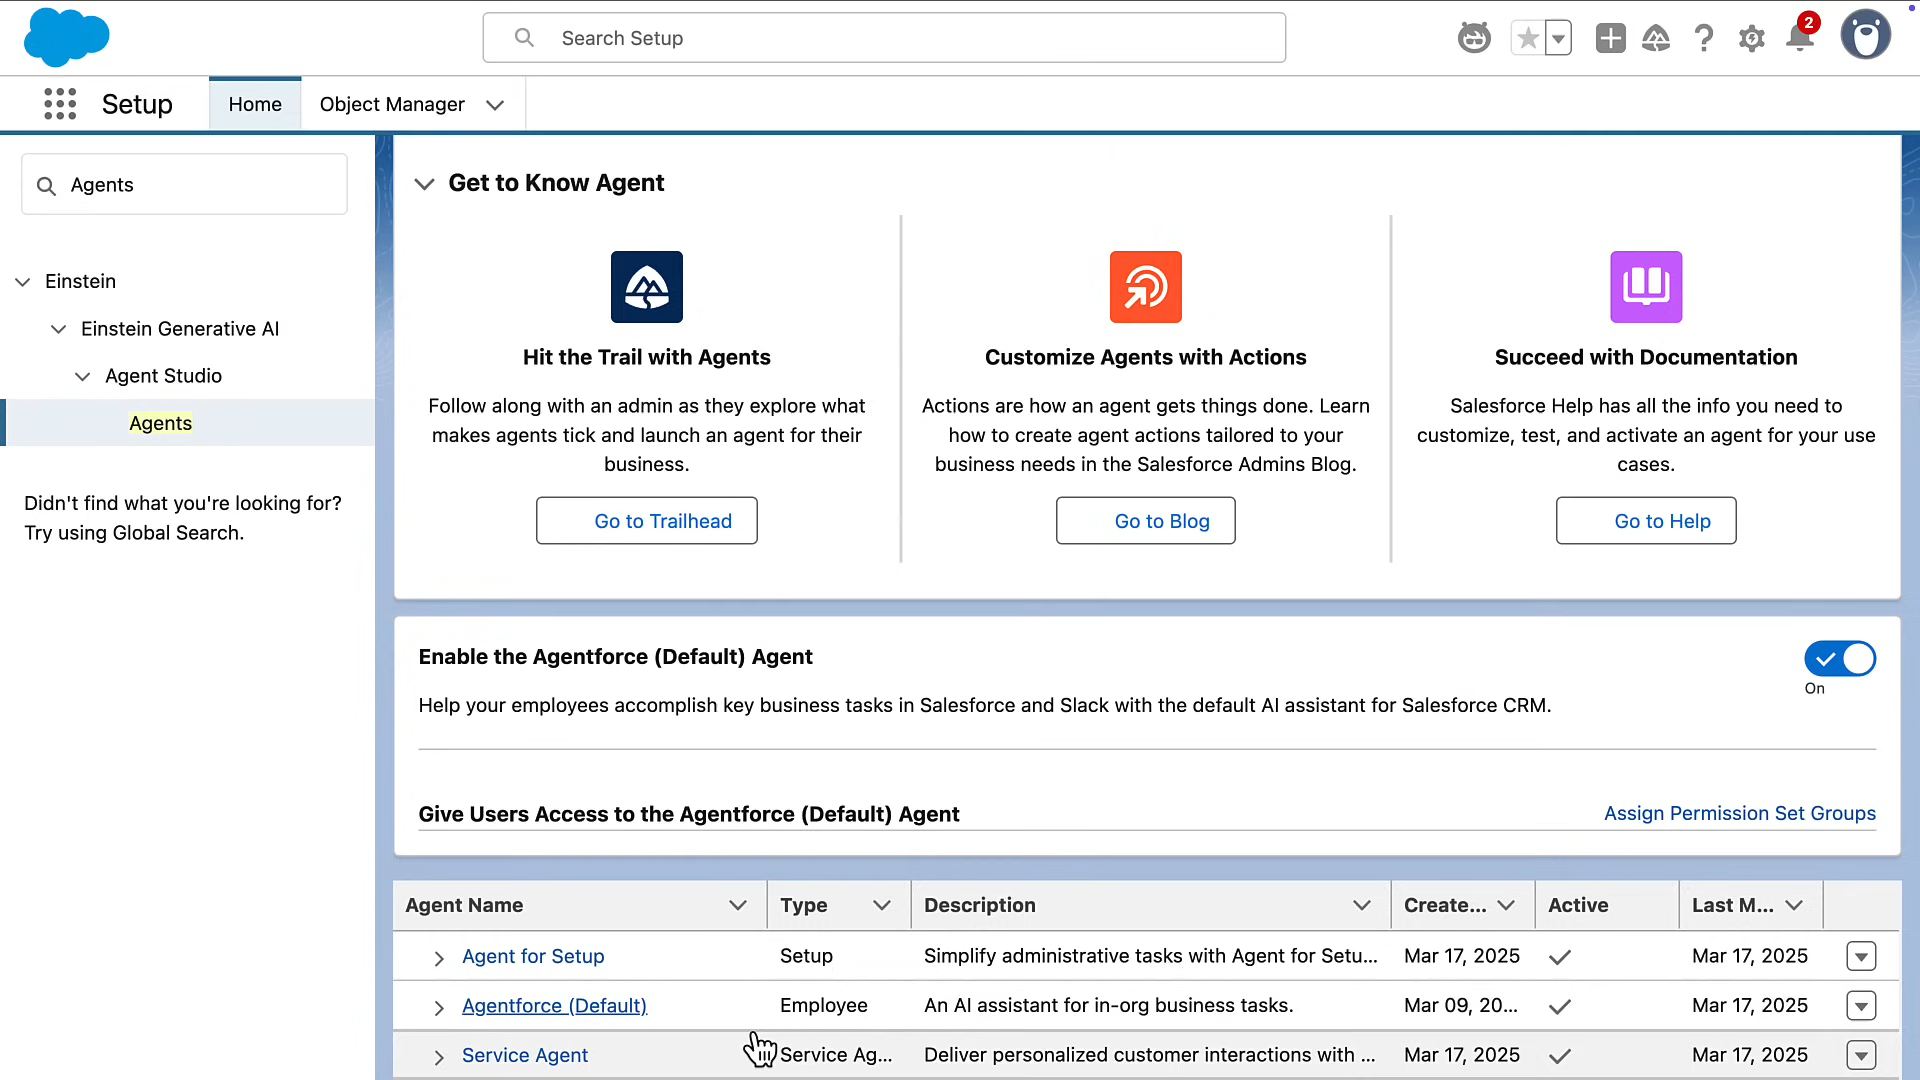 Search Setup
2
Setup
Home
Object Manager
Agents
Einstein
Einstein Generative AI
Agent Studio
Agents
Didn't find what you're looking for?
Try using Global Search.
Get to Know Agent
Hit the Trail with Agents
Follow along with an admin as they explore what
makes agents tick and launch an agent for their
business.
Go to Trailhead
Customize Agents with Actions
Actions are how an agent gets things done. Learn
how to create agent actions tailored to your
business needs in the Salesforce Admins Blog.
Go to Blog
Succeed with Documentation
Salesforce Help has all the info you need to
customize, test, and activate an agent for your use
cases.
Go to Help
Enable the Agentforce (Default) Agent
On
Help your employees accomplish key business tasks in Salesforce and Slack with the default AI assistant for Salesforce CRM.
Give Users Access to the Agentforce (Default) Agent
Assign Permission Set Groups
Agent Name Type Description Create... Active Last M...
Agent for Setup Setup Simplify administrative tasks with Agent for Setu... Mar 17, 2025 Mar 17, 2025
Agentforce (Default) Employee An AI assistant for in-org business tasks. Mar 09, 20... Mar 17, 2025
Service Agent Service Ag... Deliver personalized customer interactions with ... Mar 17, 2025 Mar 17, 2025